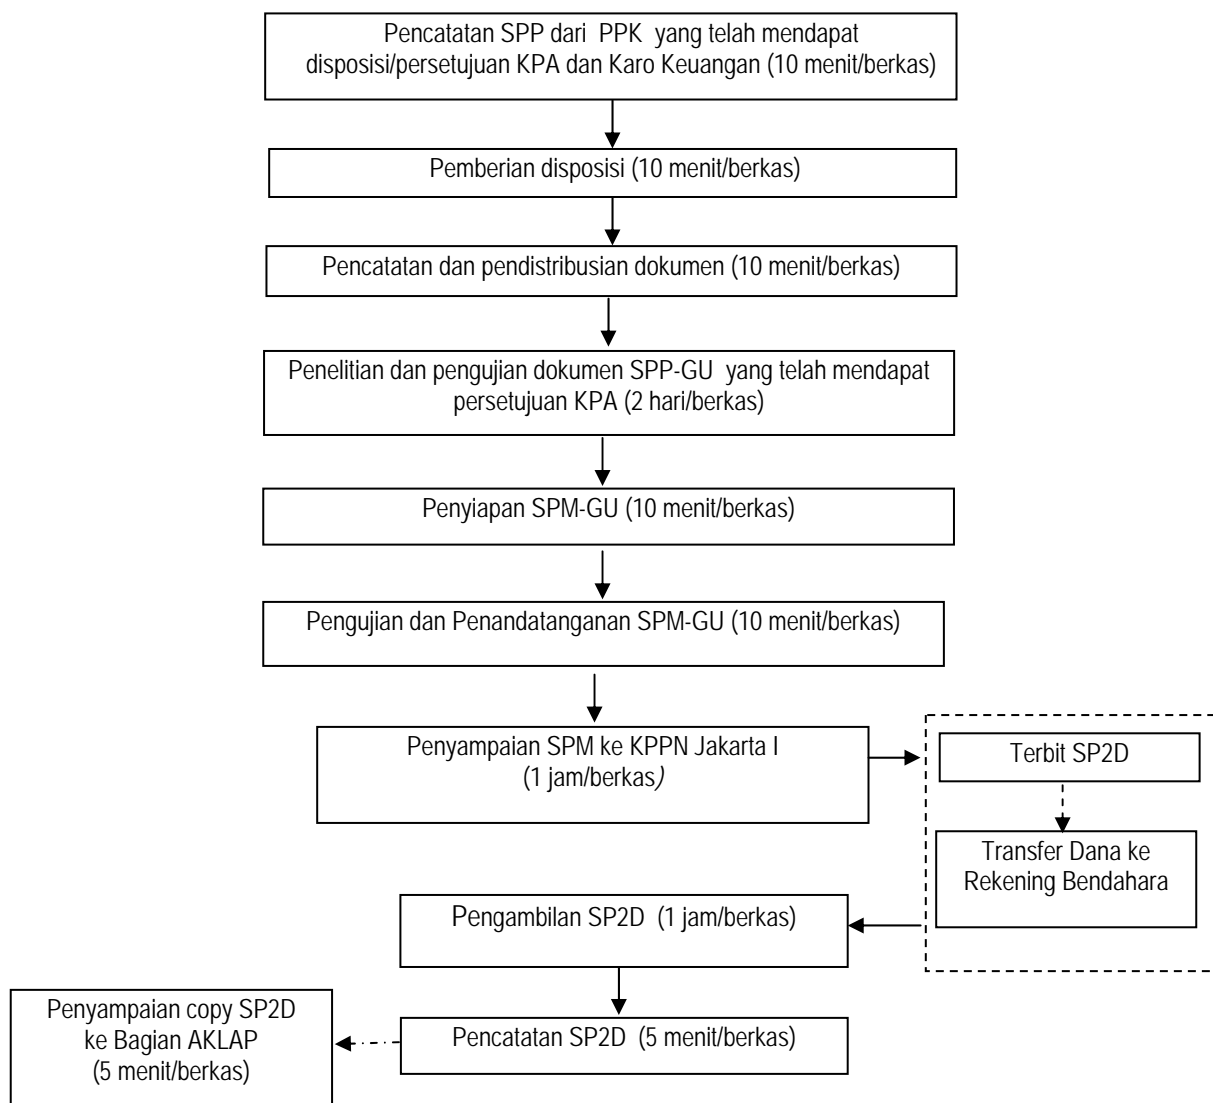 Pencatatan SPP dari PPK yang telah mendapat
disposisi/persetujuan KPA dan Karo Keuangan (10 menit/berkas)
Pemberian disposisi (10 menit/berkas)
Pencatatan dan pendistribusian dokumen (10 menit/berkas)
Penelitian dan pengujian dokumen SPP-GU yang telah mendapat
persetujuan KPA (2 hari/berkas)
Penyiapan SPM-GU (10 menit/berkas)
Pengujian dan Penandatanganan SPM-GU (10 menit/berkas)
Penyampaian SPM ke KPPN Jakarta I
(1 jam/berkas)
Terbit SP2D
Transfer Dana ke
Rekening Bendahara
Pengambilan SP2D (1 jam/berkas)
Pencatatan SP2D (5 menit/berkas)
Penyampaian copy SP2D
ke Bagian AKLAP
(5 menit/berkas)